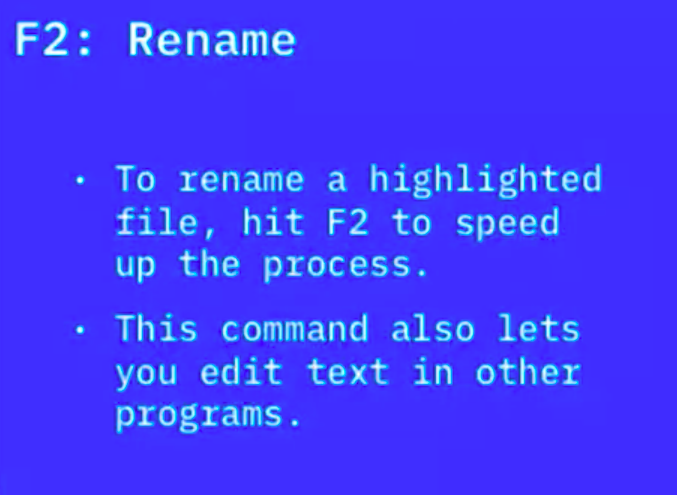 F2: Rename
· To rename a highlighted
file, hit F2 to speed
up the process.
· This command also lets
you edit text in other
programs.